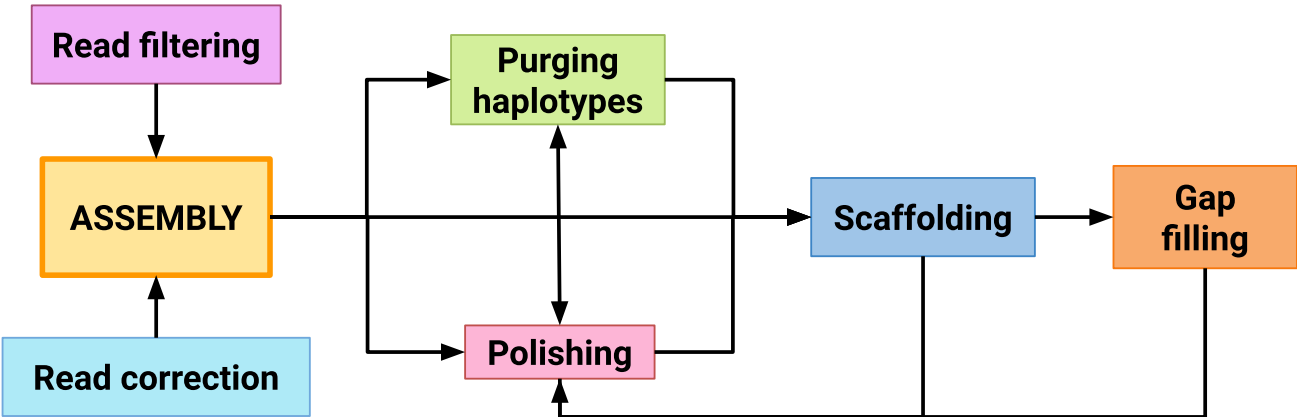 Read filtering
Purging
haplotypes
ASSEMBLY
Scaffolding
Gap
filling
Polishing
Read correction